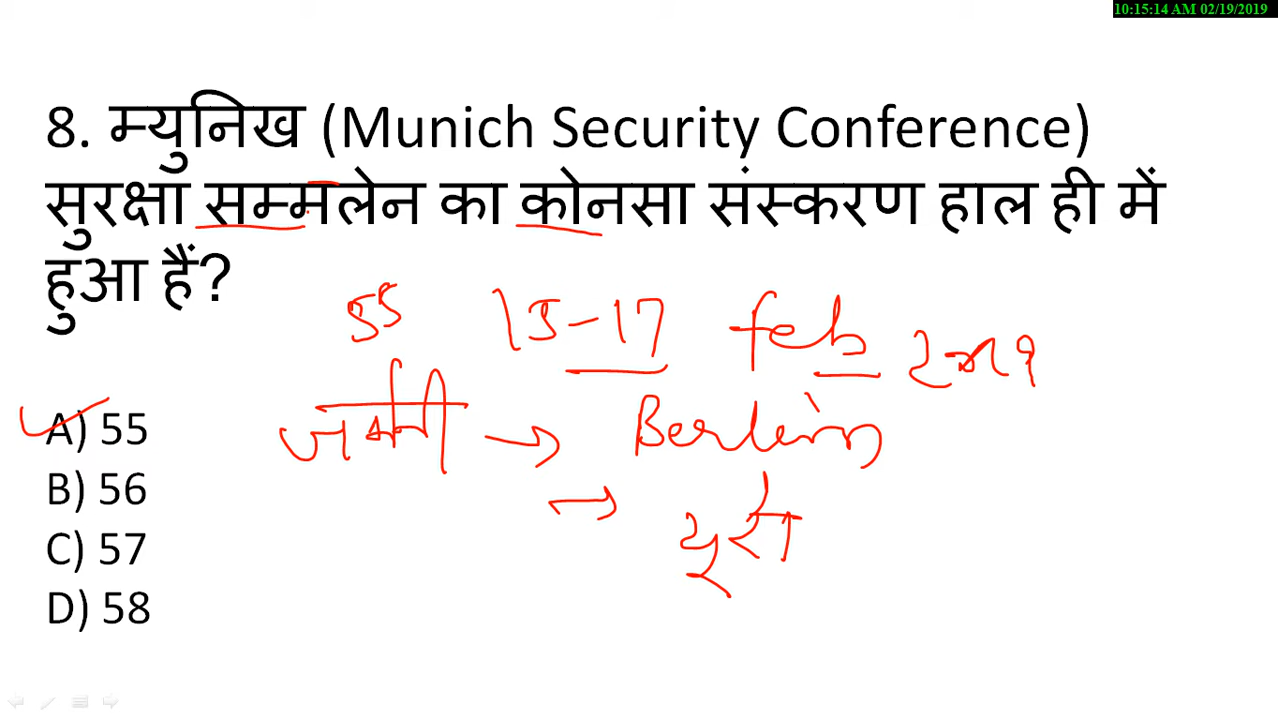 10:15:14 AM 02/19/2019
8. म्युनिख (Munich Security Conference)
सुरक्षा सम्मलेन का कोनसा संस्करण हाल ही में
हुआ हैं?
55 15-17 feb 2019
A) 55
जर्मनी → Berlin
B) 56
→ यूरो
C) 57
D) 58